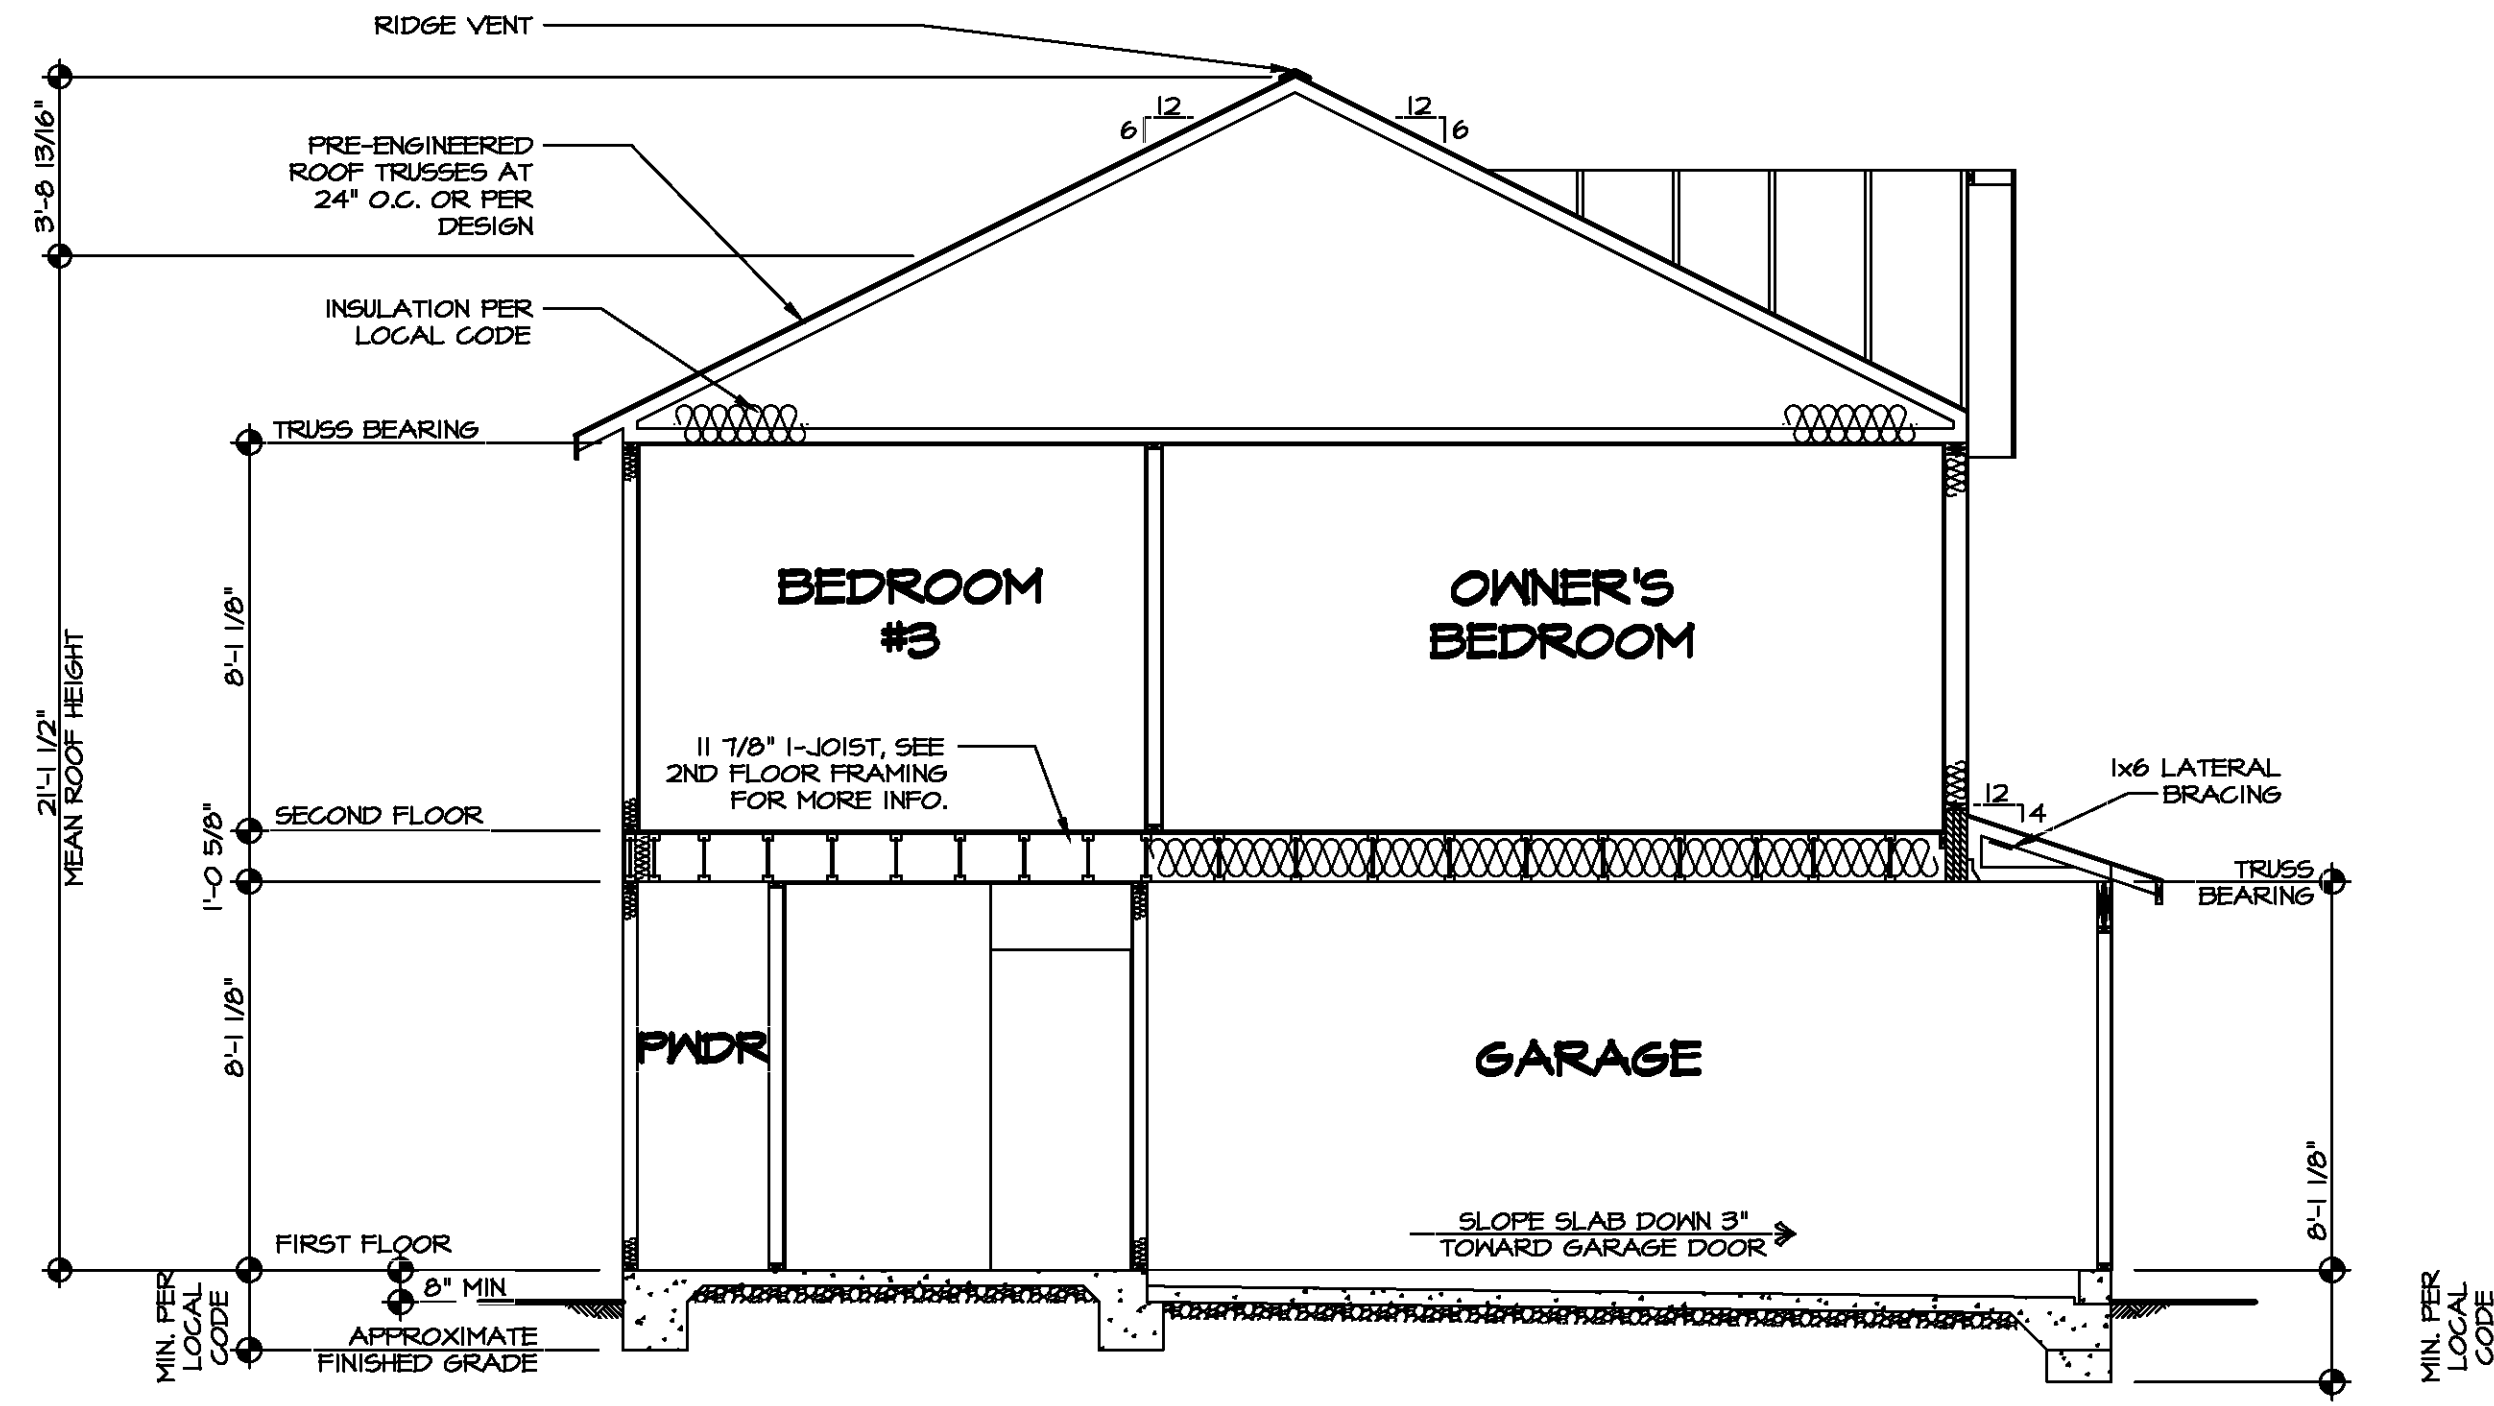 RIDGE VENT
12
6
12
6
3'-8 13/16"
PRE-ENGINEERED
ROOF TRUSSES AT
24" O.C. OR PER
DESIGN
INSULATION PER
LOCAL CODE
TRUSS BEARING
8'-1 1/8"
BEDROOM
#3
OWNER'S
BEDROOM
21'-1 1/2"
MEAN ROOF HEIGHT
11 7/8" I-JOIST, SEE
2ND FLOOR FRAMING
FOR MORE INFO.
1x6 LATERAL
BRACING
12
4
SECOND FLOOR
1'-0 5/8"
TRUSS
BEARING
8'-1 1/8"
PWDR
GARAGE
8'-1 1/8"
SLOPE SLAB DOWN 3"
TOWARD GARAGE DOOR
FIRST FLOOR
8" MIN
MIN. PER
LOCAL
CODE
APPROXIMATE
FINISHED GRADE
MIN. PER
LOCAL
CODE